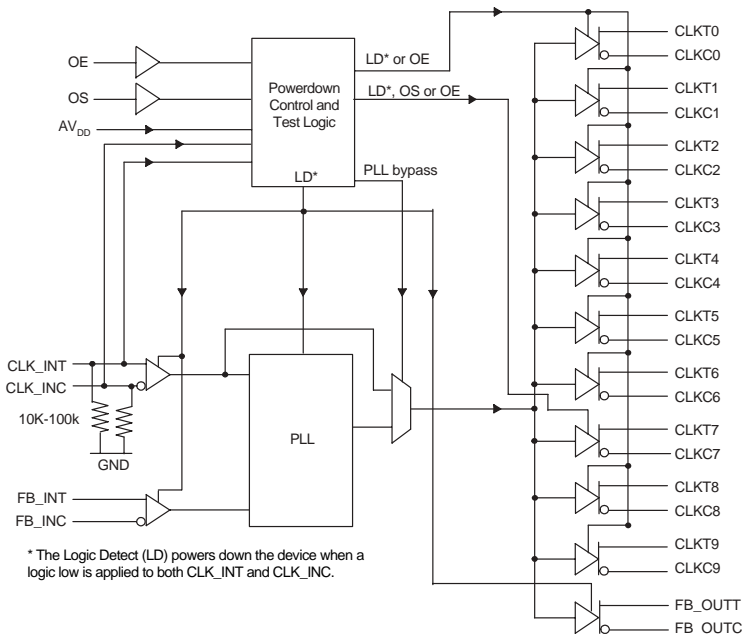 OE
OS
AVDD
Powerdown
Control and
Test Logic
LD*
LD* or OE
LD*, OS or OE
PLL bypass
CLK_INT
CLK_INC
10K-100k
GND
FB_INT
FB_INC
PLL
CLKT0
CLKC0
CLKT1
CLKC1
CLKT2
CLKC2
CLKT3
CLKC3
CLKT4
CLKC4
CLKT5
CLKC5
CLKT6
CLKC6
CLKT7
CLKC7
CLKT8
CLKC8
CLKT9
CLKC9
FB_OUTT
FB_OUTC
* The Logic Detect (LD) powers down the device when a
logic low is applied to both CLK_INT and CLK_INC.